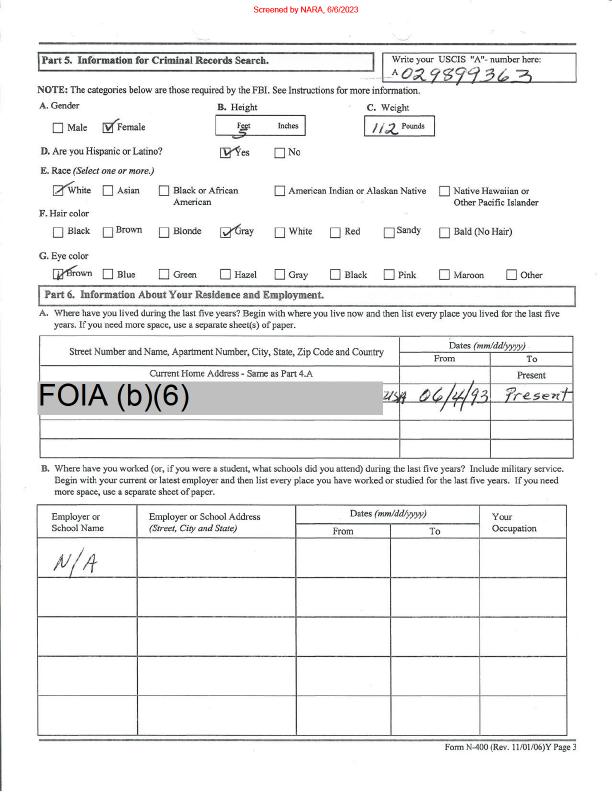 Screened by NARA, 6/6/2023
Part 5. Information for Criminal Records Search.
Write your USCIS "A"- number here:
A 029899363
NOTE: The categories below are those required by the FBI. See Instructions for more information.
A. Gender B. Height C. Weight
Male Female 5 Feet Inches 112 Pounds
D. Are you Hispanic or Latino? Yes No
E. Race (Select one or more.)
White Asian Black or African American American Indian or Alaskan Native Native Hawaiian or Other Pacific Islander
F. Hair color
Black Brown Blonde Gray White Red Sandy Bald (No Hair)
G. Eye color
Brown Blue Green Hazel Gray Black Pink Maroon Other
Part 6. Information About Your Residence and Employment.
A. Where have you lived during the last five years? Begin with where you live now and then list every place you lived for the last five
years. If you need more space, use a separate sheet(s) of paper.
Street Number and Name, Apartment Number, City, State, Zip Code and Country
Dates (mm/dd/yyyy)
From To
Current Home Address - Same as Part 4.A Present
FOIA (b)(6) USA 06/4/93 Present
B. Where have you worked (or, if you were a student, what schools did you attend) during the last five years? Include military service.
Begin with your current or latest employer and then list every place you have worked or studied for the last five years. If you need
more space, use a separate sheet of paper.
Employer or School Name
Employer or School Address (Street, City and State)
Dates (mm/dd/yyyy)
From To
Your Occupation
N/A
Form N-400 (Rev. 11/01/06)Y Page 3